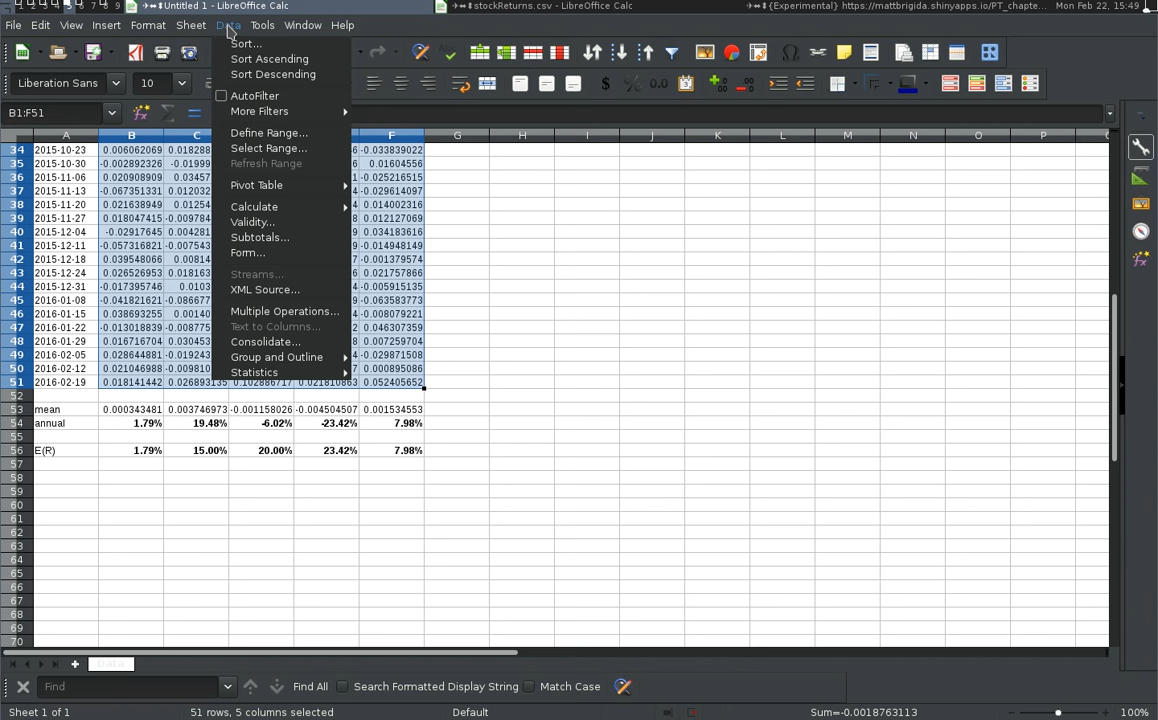 1 2 3 4 5 6 7 8 9 Untitled 1 - LibreOffice Calc stockReturns.csv - LibreOffice Calc {Experimental} https://mattbrigida.shinyapps.io/PT_chapte... Mon Feb 22, 15:49
File Edit View Insert Format Sheet Data Tools Window Help
Liberation Sans 10
B1:F51
A B C F G H I J K L M N O P
34 2015-10-23 0.006062069 0.018288 -0.033839022
35 2015-10-30 -0.002892326 -0.01999 0.01604556
36 2015-11-06 0.020908909 0.03457 -0.025216515
37 2015-11-13 -0.067351331 0.012032 -0.029614097
38 2015-11-20 0.021638949 0.01254 0.014002316
39 2015-11-27 0.018047415 -0.009784 0.012127069
40 2015-12-04 -0.02917645 0.004281 0.034183616
41 2015-12-11 -0.057316821 -0.007543 -0.014948149
42 2015-12-18 0.039548066 0.00814 -0.001379574
43 2015-12-24 0.026526953 0.018163 0.021757866
44 2015-12-31 -0.017395746 0.0103 -0.005915135
45 2016-01-08 -0.041821621 -0.086677 -0.063583773
46 2016-01-15 0.038693255 0.00140 -0.008079221
47 2016-01-22 -0.013018839 -0.008775 0.046307359
48 2016-01-29 0.016716704 0.030453 0.007259704
49 2016-02-05 0.028644881 -0.019243 -0.029871508
50 2016-02-12 0.021046988 -0.009810 0.000895086
51 2016-02-19 0.018141442 0.026893135 0.102886717 0.021810863 0.052405652
52
53 mean 0.000343481 0.003746973 -0.001158026 -0.004504507 0.001534553
54 annual 1.79% 19.48% -6.02% -23.42% 7.98%
55
56 E(R) 1.79% 15.00% 20.00% 23.42% 7.98%
57
58
59
60
61
62
63
64
65
66
67
68
69
70
Sort...
Sort Ascending
Sort Descending
AutoFilter
More Filters
Define Range...
Select Range...
Refresh Range
Pivot Table
Calculate
Validity...
Subtotals...
Form...
Streams...
XML Source...
Multiple Operations...
Text to Columns...
Consolidate...
Group and Outline
Statistics
Data
Find Find All Search Formatted Display String Match Case
Sheet 1 of 1 51 rows, 5 columns selected Default Sum=-0.0018763113 100%